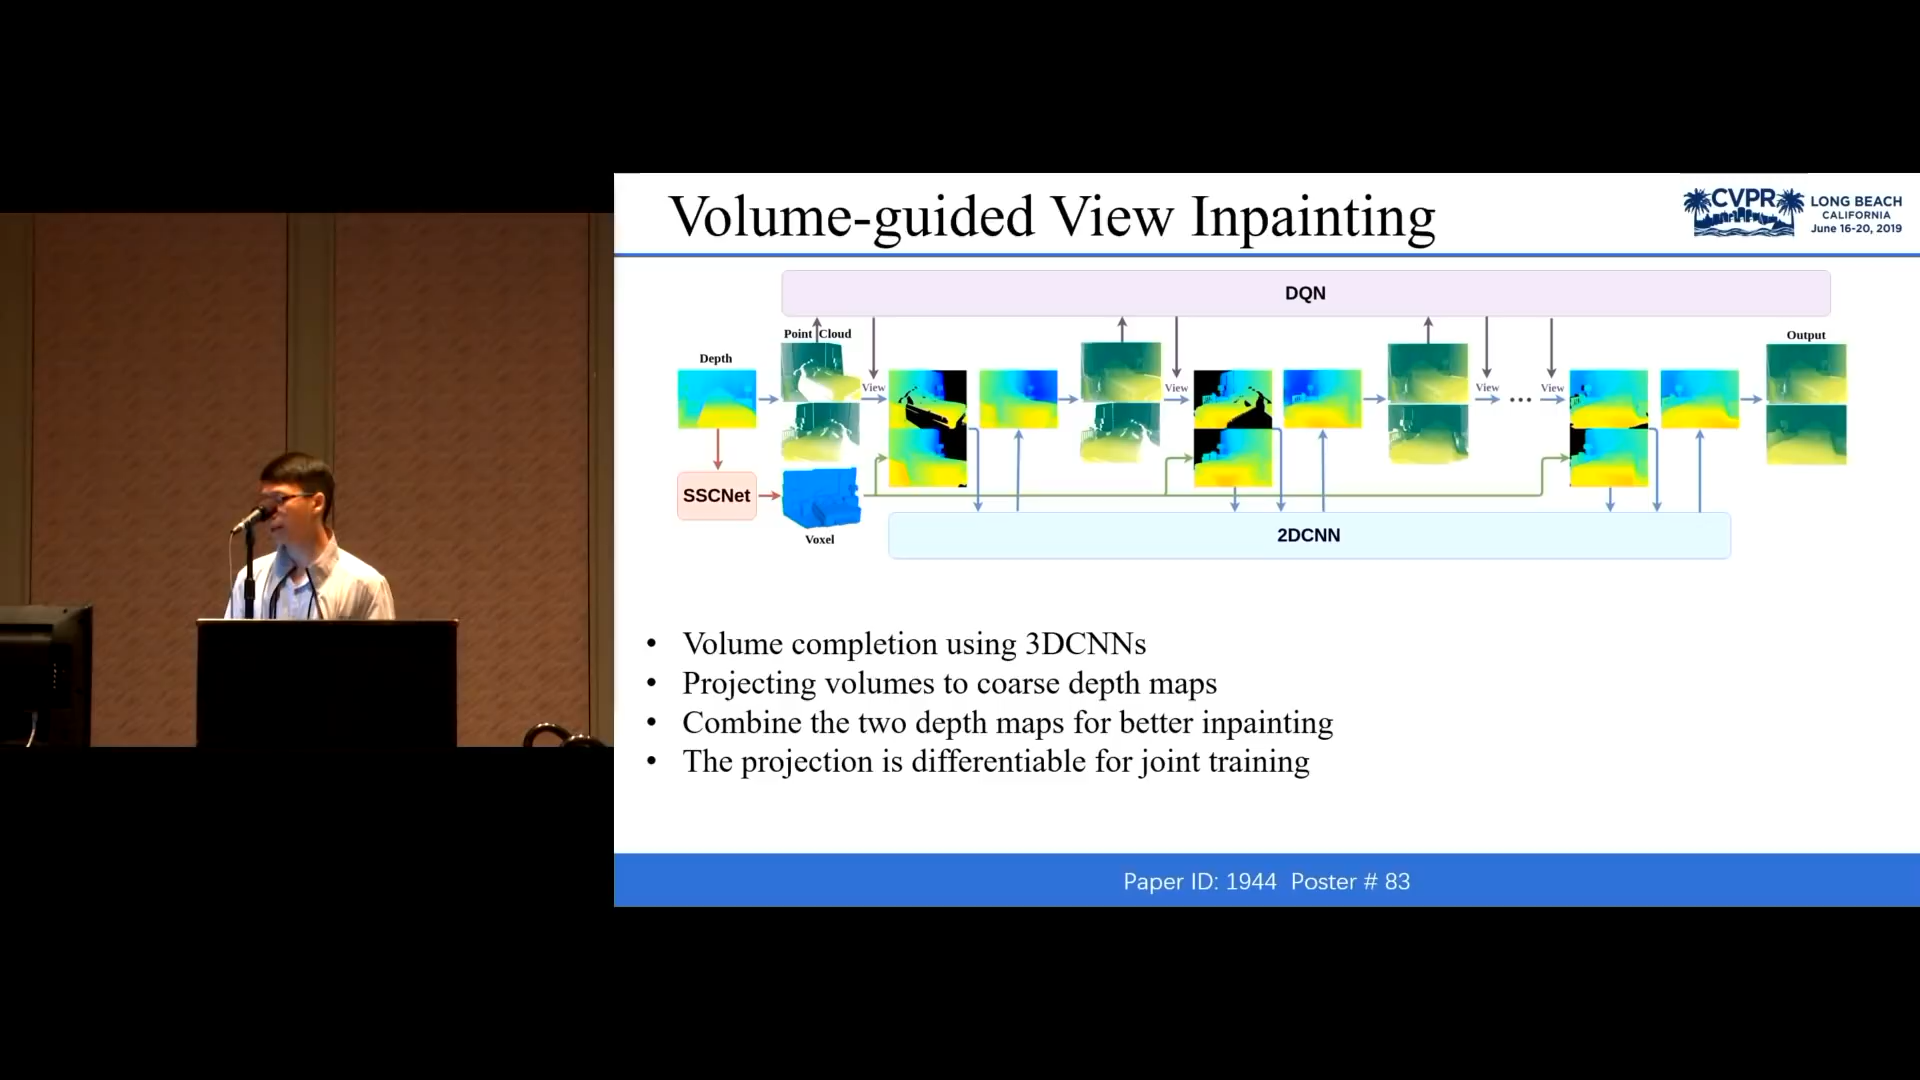 Volume-guided View Inpainting
CVPR
LONG BEACH
CALIFORNIA
June 16-20, 2019
DQN
Point Cloud
Output
Depth
View
View
View
...
View
SSCNet
Voxel
2DCNN
• Volume completion using 3DCNNs
• Projecting volumes to coarse depth maps
• Combine the two depth maps for better inpainting
• The projection is differentiable for joint training
Paper ID: 1944 Poster # 83